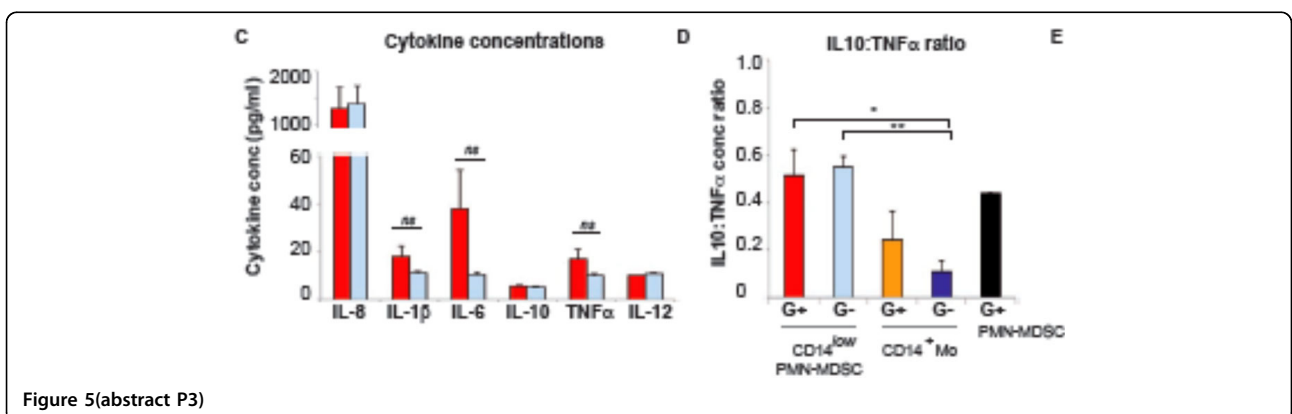 C Cytokine concentrations D IL10:TNFα ratio E
Cytokine conc (pg/ml)
2000
1000
60
40
20
0
ns
ns
ns
IL-8 IL-1β IL-6 IL-10 TNFα IL-12
IL10:TNFα conc ratio
1.0
0.8
0.6
0.4
0.2
0
*
**
G+ G- G+ G- G+
CD14low PMN-MDSC
CD14+Mo
PMN-MDSC
Figure 5(abstract P3)